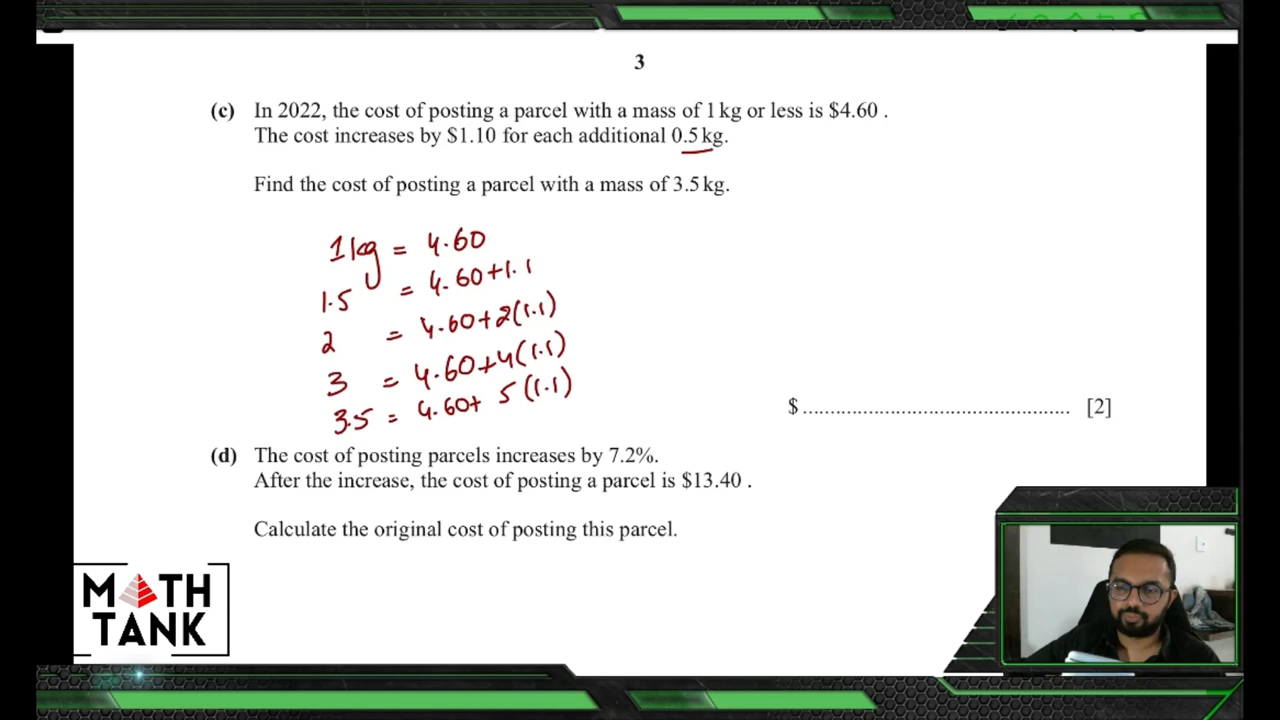 3
(c) In 2022, the cost of posting a parcel with a mass of 1 kg or less is $4.60 .
The cost increases by $1.10 for each additional 0.5 kg.
Find the cost of posting a parcel with a mass of 3.5 kg.
1kg = 4.60
1.5 = 4.60+1.1
2 = 4.60+2(1.1)
3 = 4.60+4(1.1)
3.5 = 4.60+ 5(1.1)
$ .................................................. [2]
(d) The cost of posting parcels increases by 7.2%.
After the increase, the cost of posting a parcel is $13.40 .
Calculate the original cost of posting this parcel.
MATH
TANK